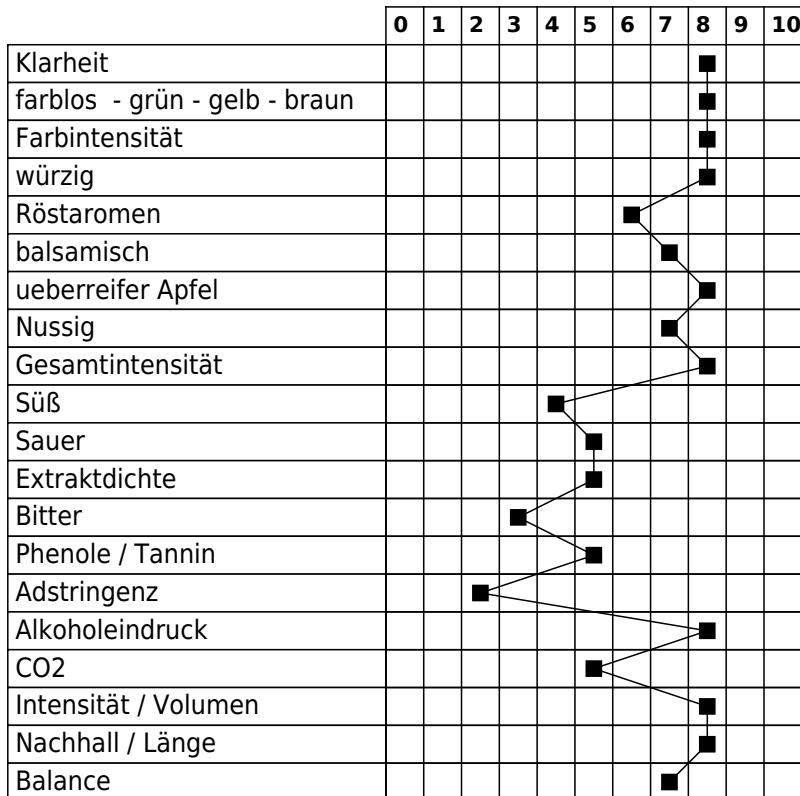 0 1 2 3 4 5 6 7 8 9 10
Klarheit
farblos - grün - gelb - braun
Farbintensität
würzig
Röstaromen
balsamisch
ueberreifer Apfel
Nussig
Gesamtintensität
Süß
Sauer
Extraktdichte
Bitter
Phenole / Tannin
Adstringenz
Alkoholeindruck
CO2
Intensität / Volumen
Nachhall / Länge
Balance